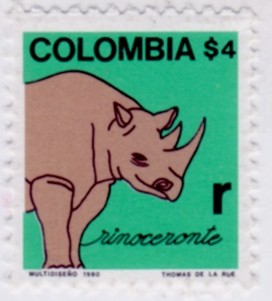 COLOMBIA $4
r
rinoceronte
MULTIDISEÑO 1980 THOMAS DE LA RUE